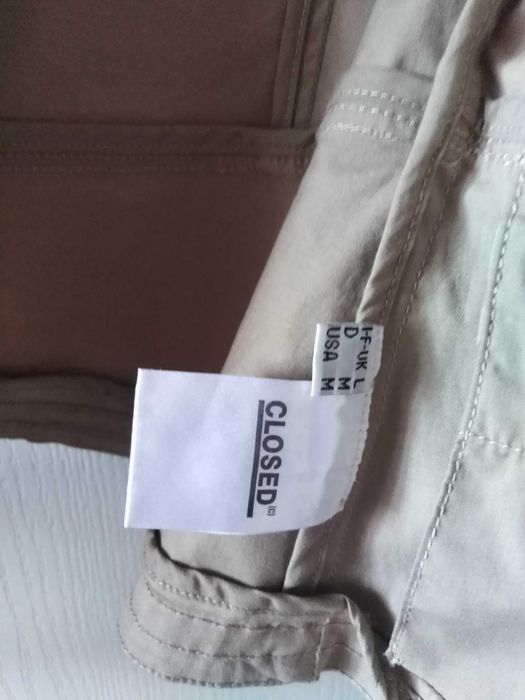 I-F-UK L
D M
USA M
CLOSED(c)